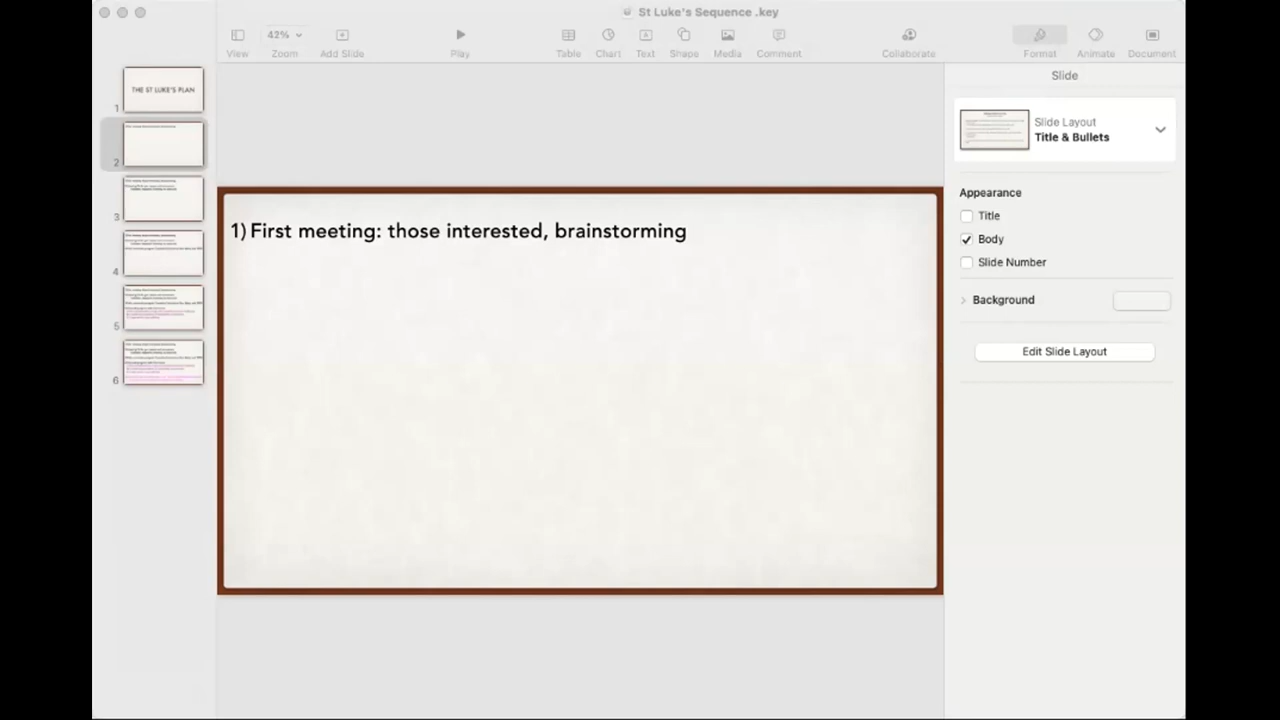 St Luke's Sequence .key
42%
View
Zoom
Add Slide
Play
Table
Chart
Text
Shape
Media
Comment
Collaborate
Format
Animate
Document
Slide
Slide Layout
Title & Bullets
Appearance
Title
Body
Slide Number
Background
Edit Slide Layout
1
THE ST LUKE'S PLAN
2
3
4
5
6
1) First meeting: those interested, brainstorming